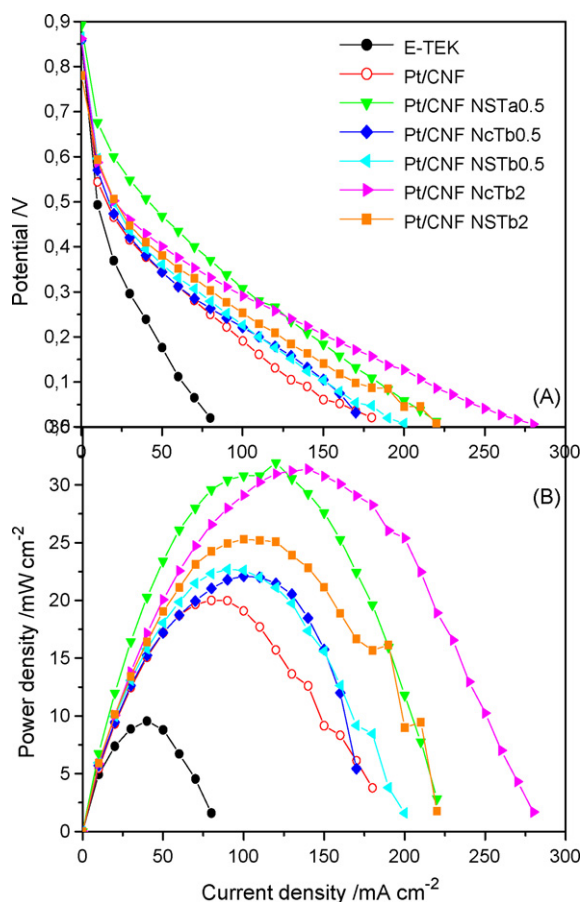 0,9
0,8
0,7
0,6
0,5
0,4
0,3
0,2
0,1
Potential /V
E-TEK
Pt/CNF
Pt/CNF NSTa0.5
Pt/CNF NcTb0.5
Pt/CNF NSTb0.5
Pt/CNF NcTb2
Pt/CNF NSTb2
(A)
0 50 100 150 200 250 300
30
25
20
15
10
5
0
Power density /mW cm-2
(B)
0 50 100 150 200 250 300
Current density /mA cm-2